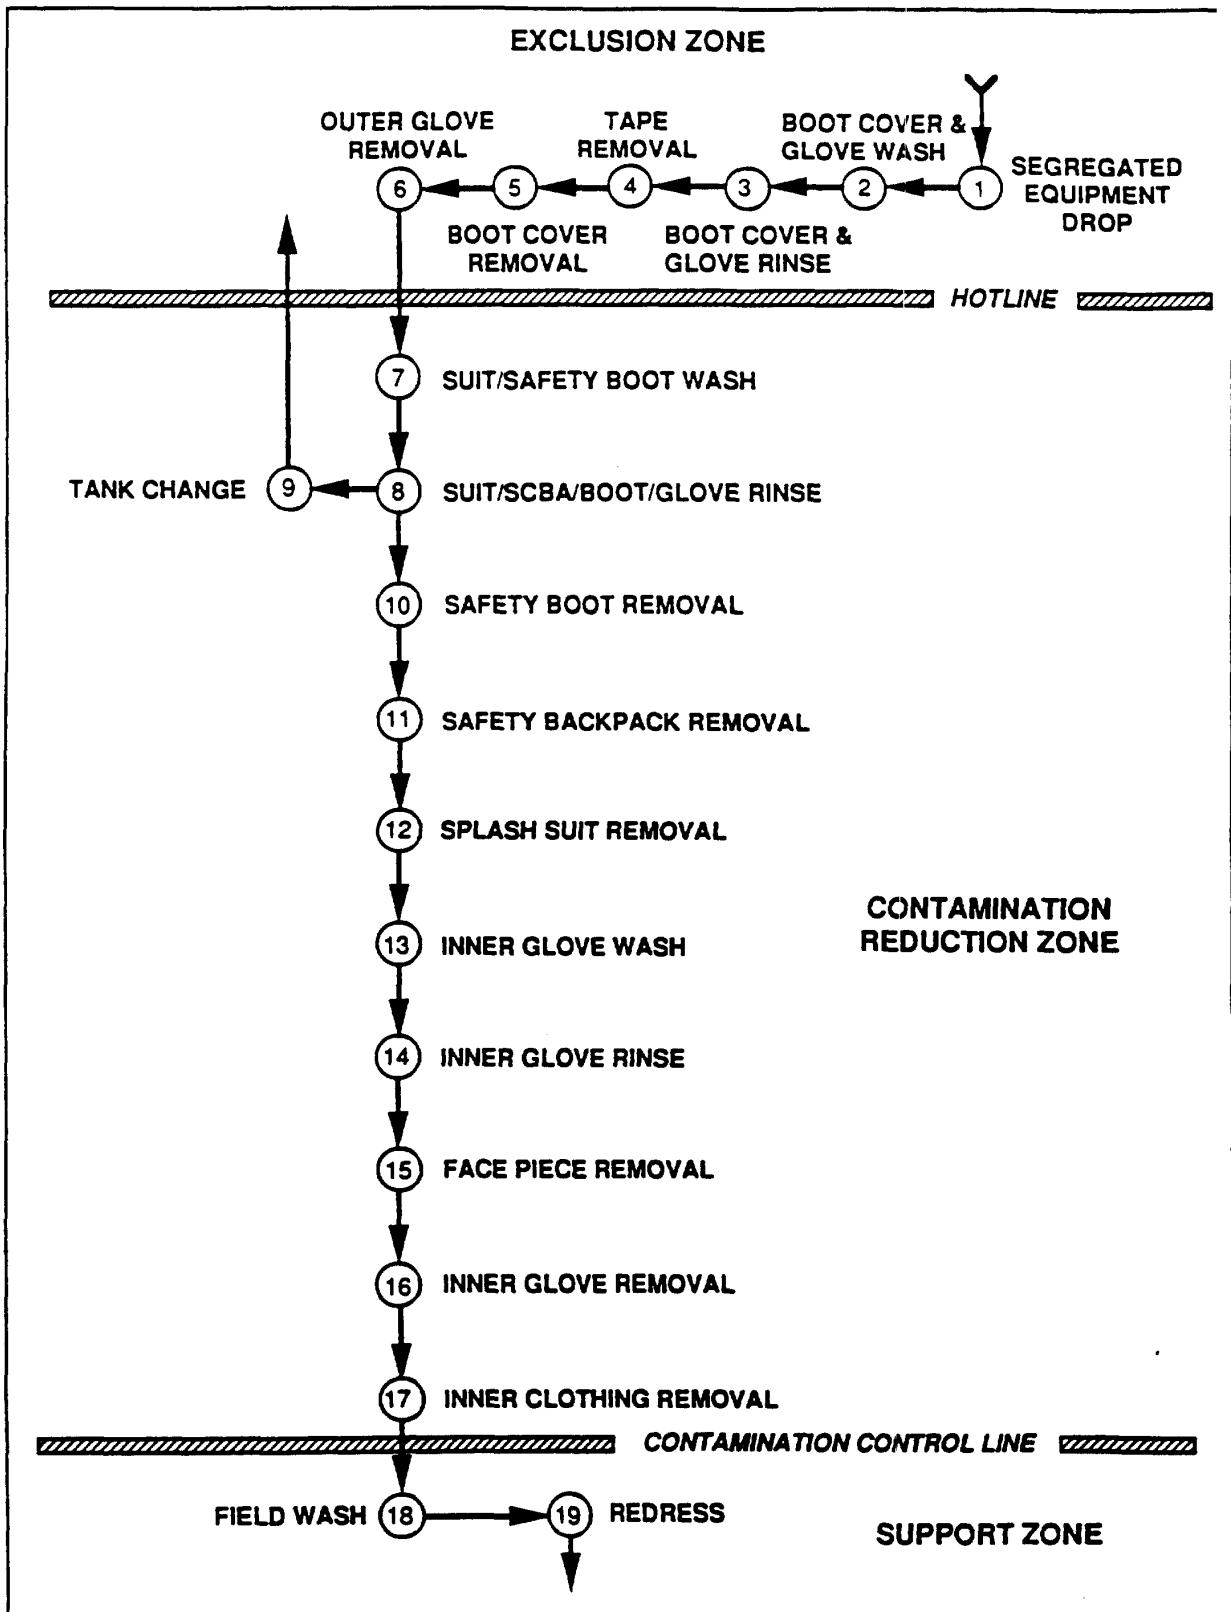 EXCLUSION ZONE
OUTER GLOVE
REMOVAL
TAPE
REMOVAL
BOOT COVER &
GLOVE WASH
SEGREGATED
EQUIPMENT
DROP
6
5
4
3
2
1
BOOT COVER
REMOVAL
BOOT COVER &
GLOVE RINSE
HOTLINE
7 SUIT/SAFETY BOOT WASH
TANK CHANGE 9 8 SUIT/SCBA/BOOT/GLOVE RINSE
10 SAFETY BOOT REMOVAL
11 SAFETY BACKPACK REMOVAL
12 SPLASH SUIT REMOVAL
CONTAMINATION
REDUCTION ZONE
13 INNER GLOVE WASH
14 INNER GLOVE RINSE
15 FACE PIECE REMOVAL
16 INNER GLOVE REMOVAL
17 INNER CLOTHING REMOVAL
CONTAMINATION CONTROL LINE
FIELD WASH 18 19 REDRESS
SUPPORT ZONE